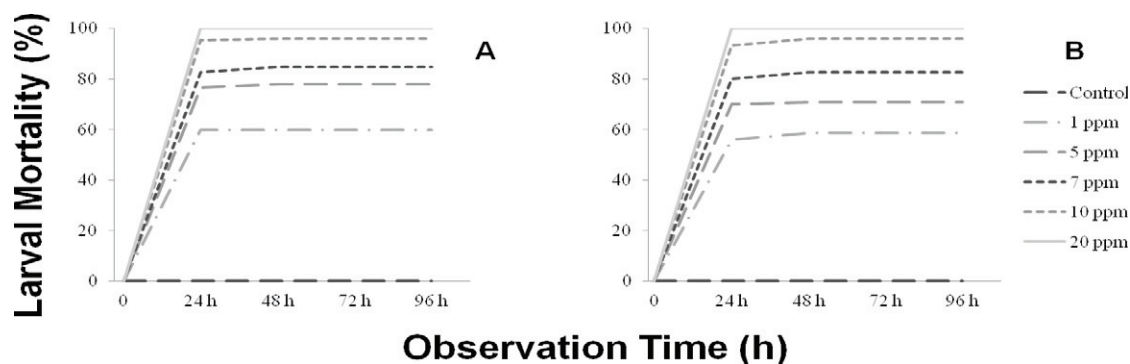 Larval Mortality (%)
100
80
60
40
20
0
0 24 h 48 h 72 h 96 h
A
100
80
60
40
20
0
0 24 h 48 h 72 h 96 h
B
Control
1 ppm
5 ppm
7 ppm
10 ppm
20 ppm
Observation Time (h)